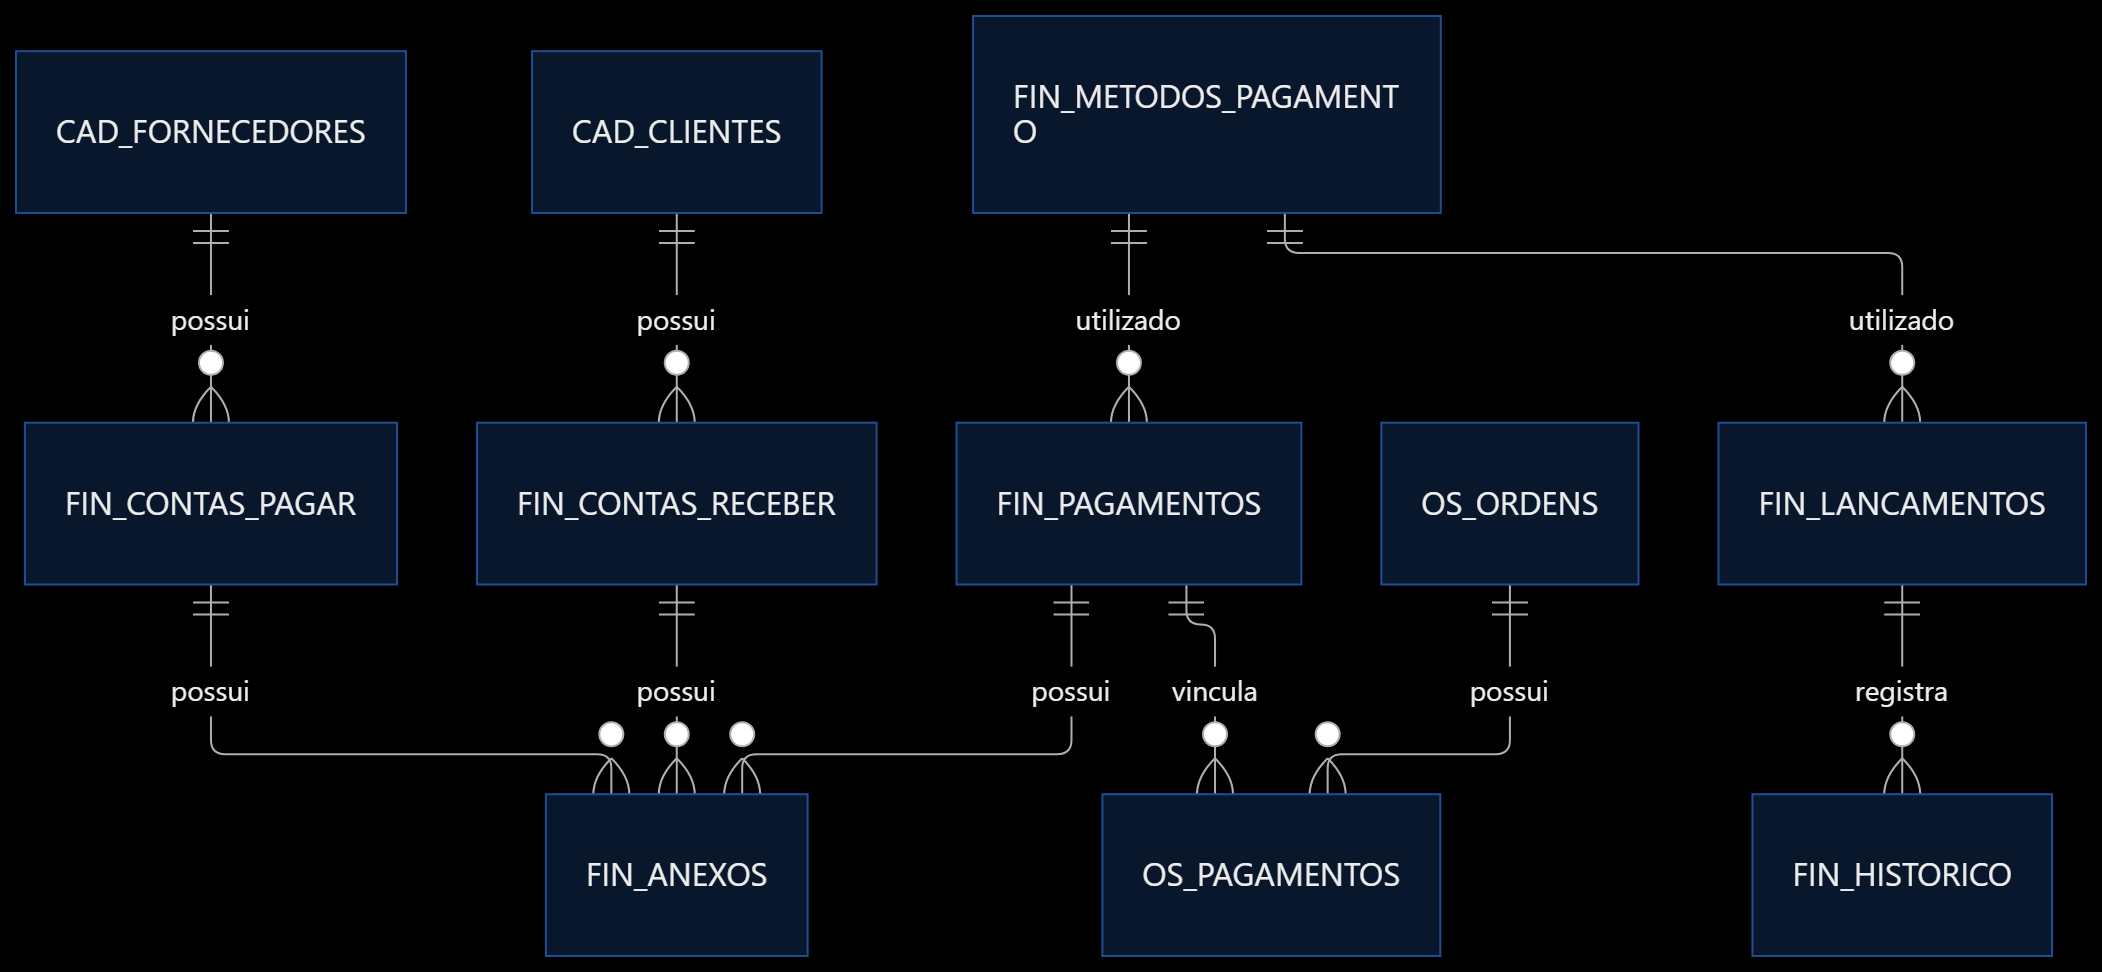 CAD_FORNECEDORES
CAD_CLIENTES
FIN_METODOS_PAGAMENT
O
possui
possui
utilizado
utilizado
FIN_CONTAS_PAGAR
FIN_CONTAS_RECEBER
FIN_PAGAMENTOS
OS_ORDENS
FIN_LANCAMENTOS
possui
possui
possui
vincula
possui
registra
FIN_ANEXOS
OS_PAGAMENTOS
FIN_HISTORICO